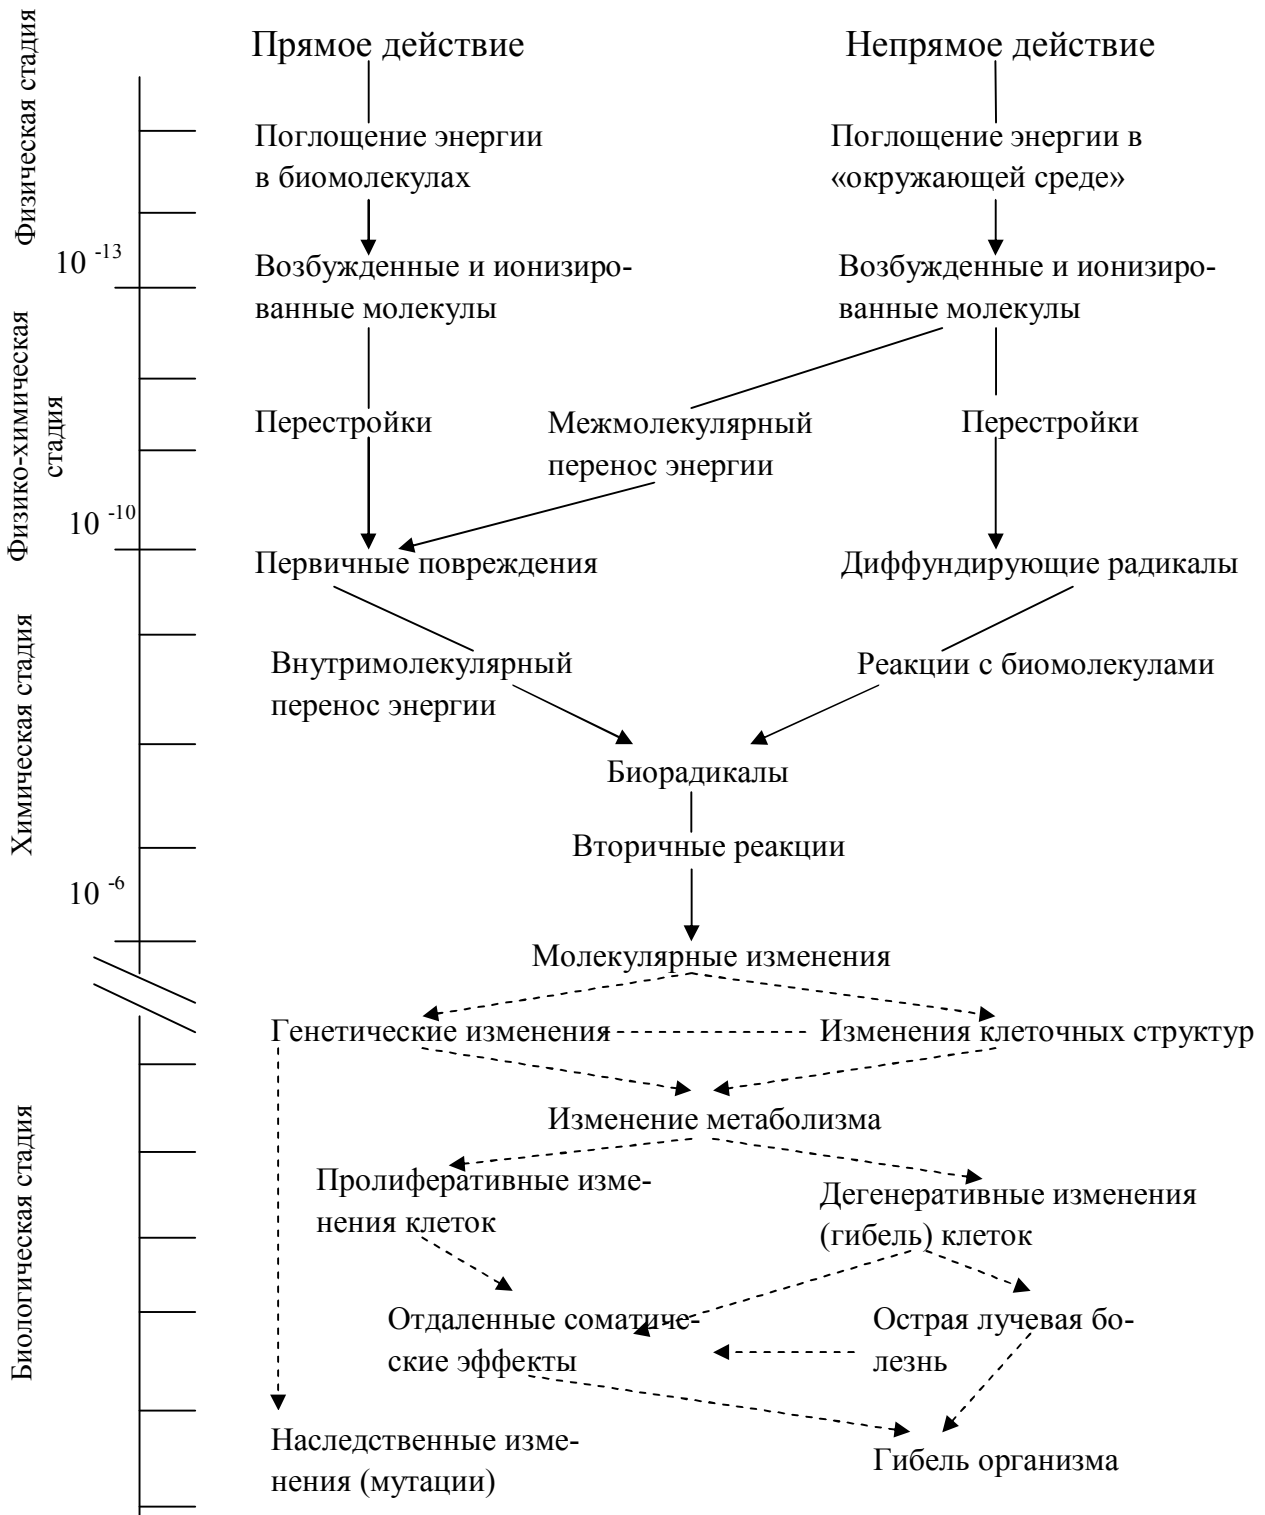 Прямое действие
Непрямое действие
Физическая стадия
Поглощение энергии
в биомолекулах
Поглощение энергии в
«окружающей среде»
10 -13
Возбужденные и ионизиро-
ванные молекулы
Возбужденные и ионизиро-
ванные молекулы
Физико-химическая
стадия
Перестройки
Межмолекулярный
перенос энергии
Перестройки
10 -10
Первичные повреждения
Диффундирующие радикалы
Химическая стадия
Внутримолекулярный
перенос энергии
Реакции с биомолекулами
Биорадикалы
Вторичные реакции
10 -6
Молекулярные изменения
Генетические изменения
Изменения клеточных структур
Биологическая стадия
Изменение метаболизма
Пролиферативные изме-
нения клеток
Дегенеративные изменения
(гибель) клеток
Отдаленные соматиче-
ские эффекты
Острая лучевая бо-
лезнь
Наследственные изме-
нения (мутации)
Гибель организма